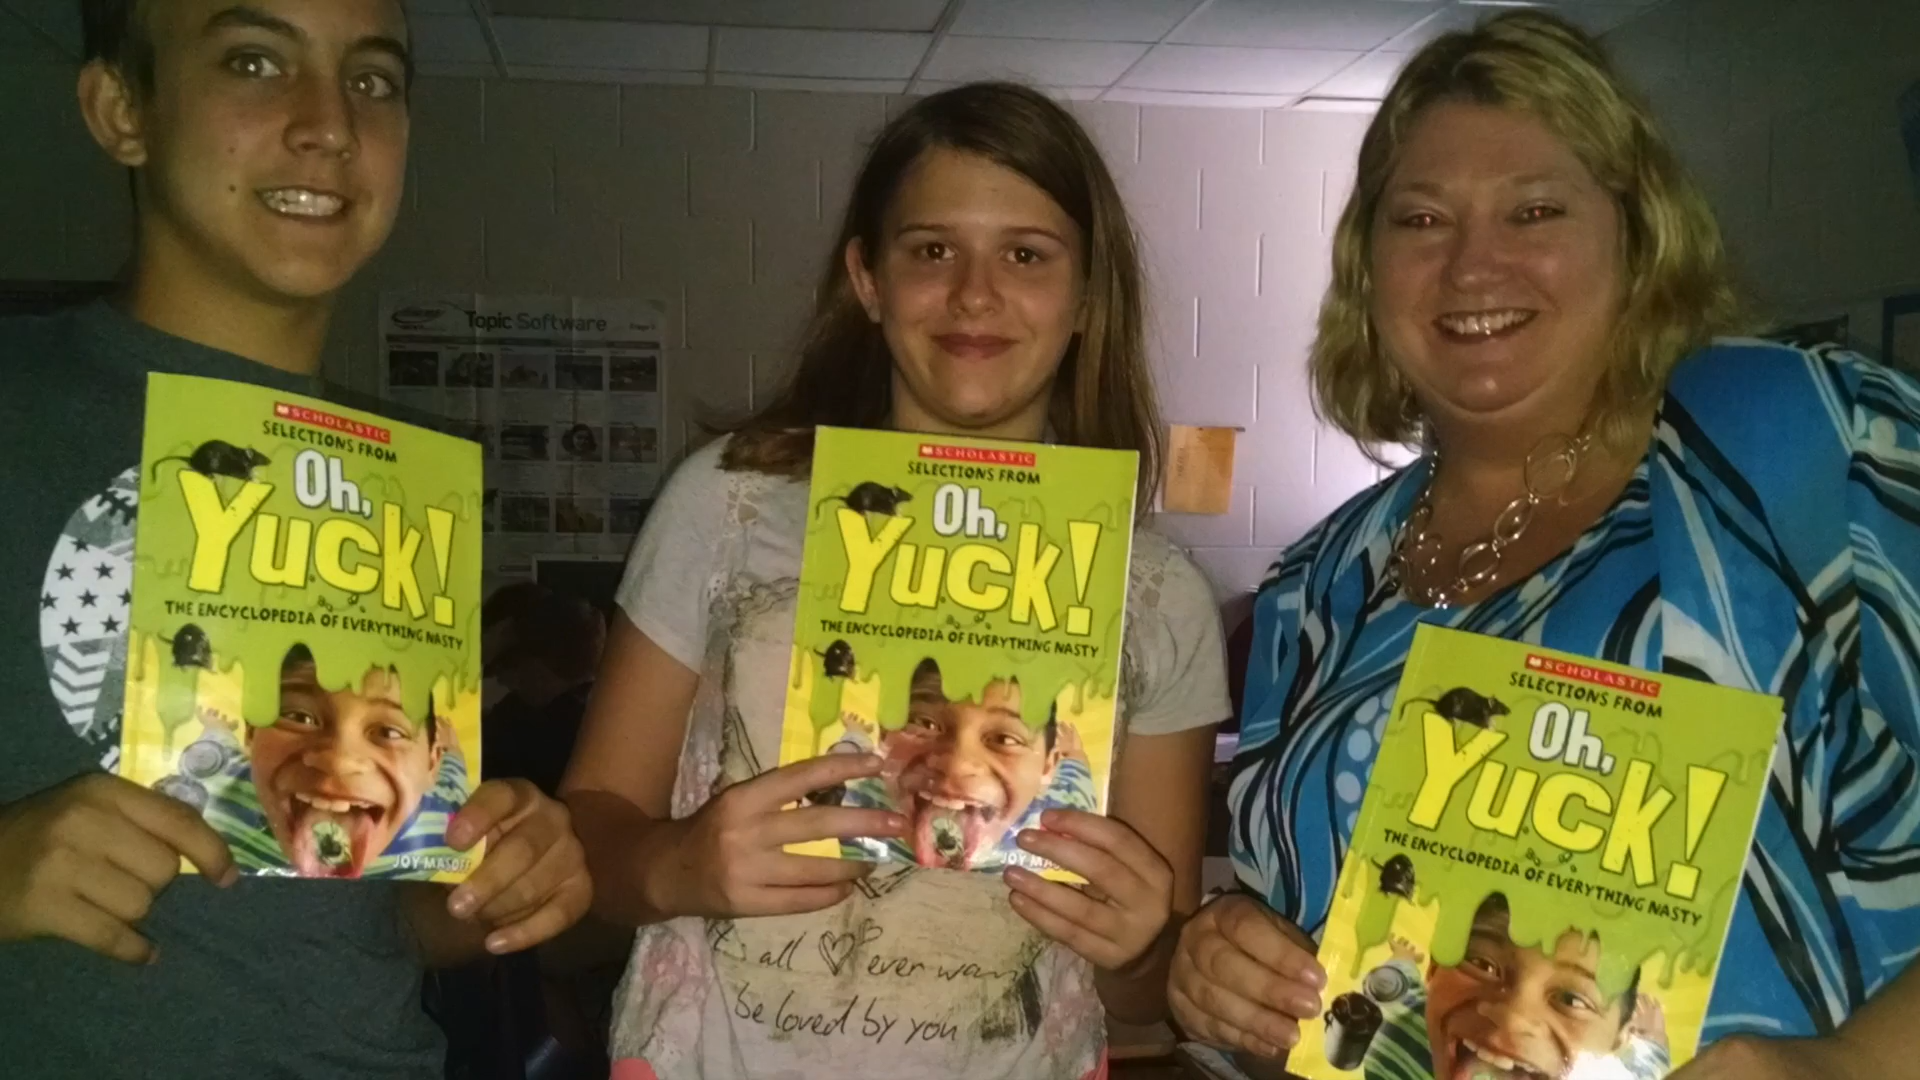 Topic Software
SCHOLASTIC
SELECTIONS FROM
Oh,
Yuck!
THE ENCYCLOPEDIA OF EVERYTHING NASTY
JOY MASOFF
SCHOLASTIC
SELECTIONS FROM
Oh,
Yuck!
THE ENCYCLOPEDIA OF EVERYTHING NASTY
JOY
all ever
be loved by you
SCHOLASTIC
SELECTIONS FROM
Oh,
Yuck!
THE ENCYCLOPEDIA OF EVERYTHING NASTY